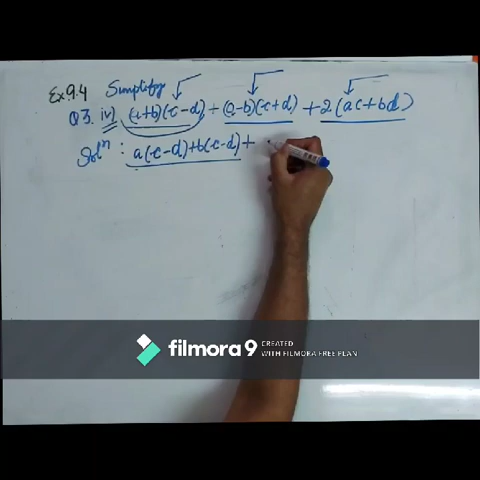 Ex 9.4 Simplify
Q3. iv) (a+b)(c-d) + (a-b)(c+d) + 2(ac+bd)
Solⁿ : a(c-d)+b(c-d)+
filmora 9 CREATED
WITH FILMORA FREE PLAN